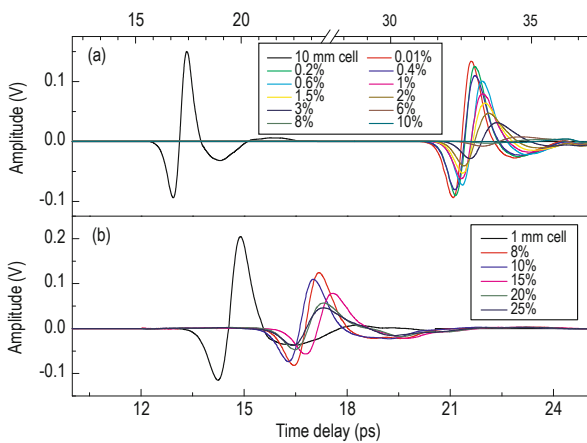 15 20 30 35
(a)
10 mm cell 0.01%
0.2% 0.4%
0.6% 1%
1.5% 2%
3% 6%
8% 10%
0.1
0.0
-0.1
Amplitude (V)
(b)
1 mm cell
8%
10%
15%
20%
25%
0.2
0.1
0.0
-0.1
Amplitude (V)
12 15 18 21 24
Time delay (ps)